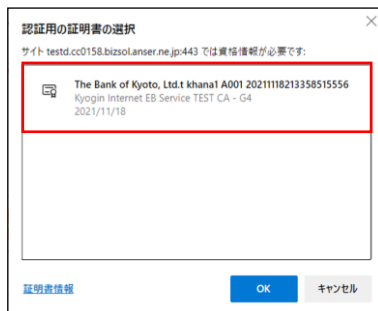 認証用の証明書の選択
サイト testd.cc0158.bizsol.anser.ne.jp:443 では資格情報が必要です:
The Bank of Kyoto, Ltd.t khana1 A001 20211118213358515556
Kyogin Internet EB Service TEST CA - G4
2021/11/18
証明書情報
OK
キャンセル